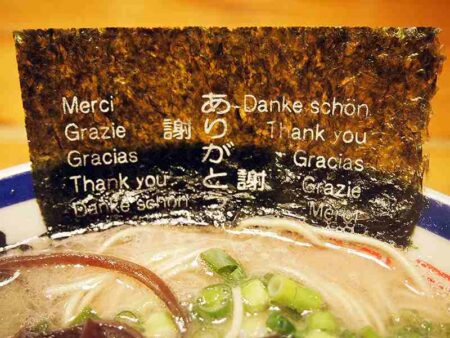 Merci
Grazie
Gracias
Thank you
Danke schön
謝
ありがと
謝
Danke schön
Thank you
Gracias
Grazie
Merci